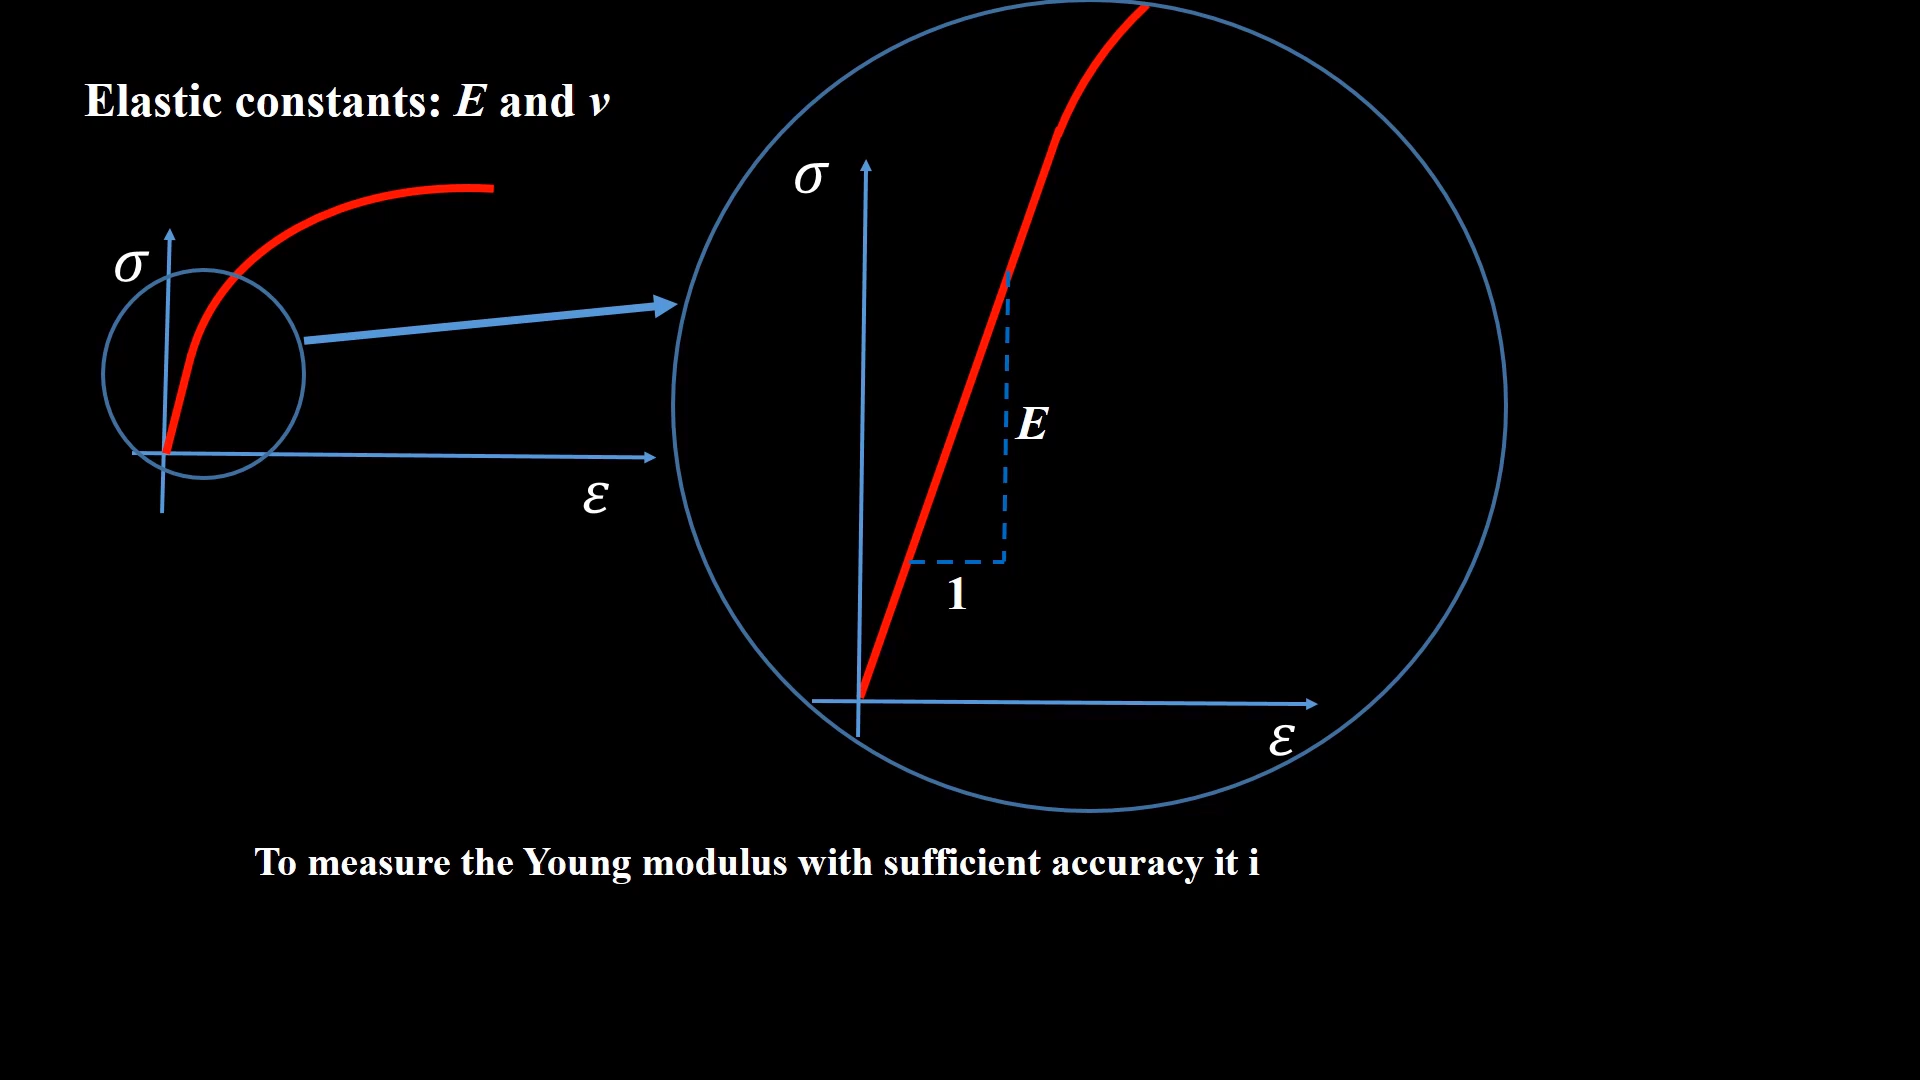 Elastic constants: E and ν
σ
ε
σ
E
1
ε
To measure the Young modulus with sufficient accuracy it i